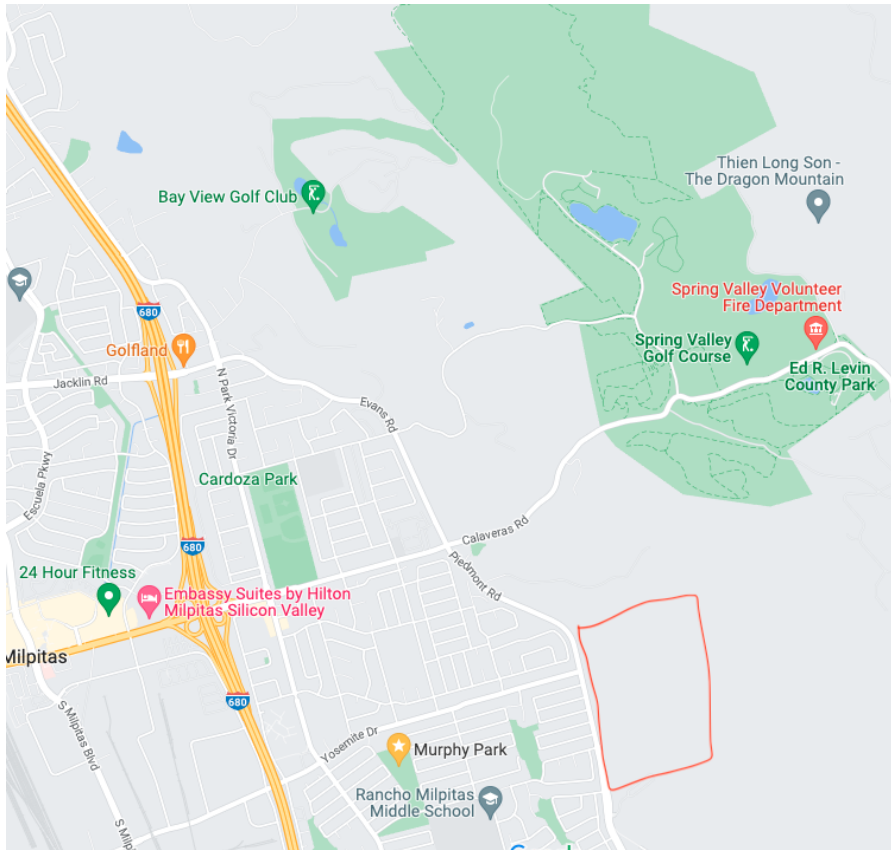 Thien Long Son -
The Dragon Mountain
Bay View Golf Club
Spring Valley Volunteer
Fire Department
680
Spring Valley
Golf Course
Golfland
Ed R. Levin
County Park
Jacklin Rd
N Park Victoria Dr
Evans Rd
Escuela Pkwy
Cardoza Park
Calaveras Rd
680
Piedmont Rd
24 Hour Fitness
Embassy Suites by Hilton
Milpitas Silicon Valley
Milpitas
680
S Milpitas Blvd
Yosemite Dr
Murphy Park
Rancho Milpitas
Middle School
S Milp